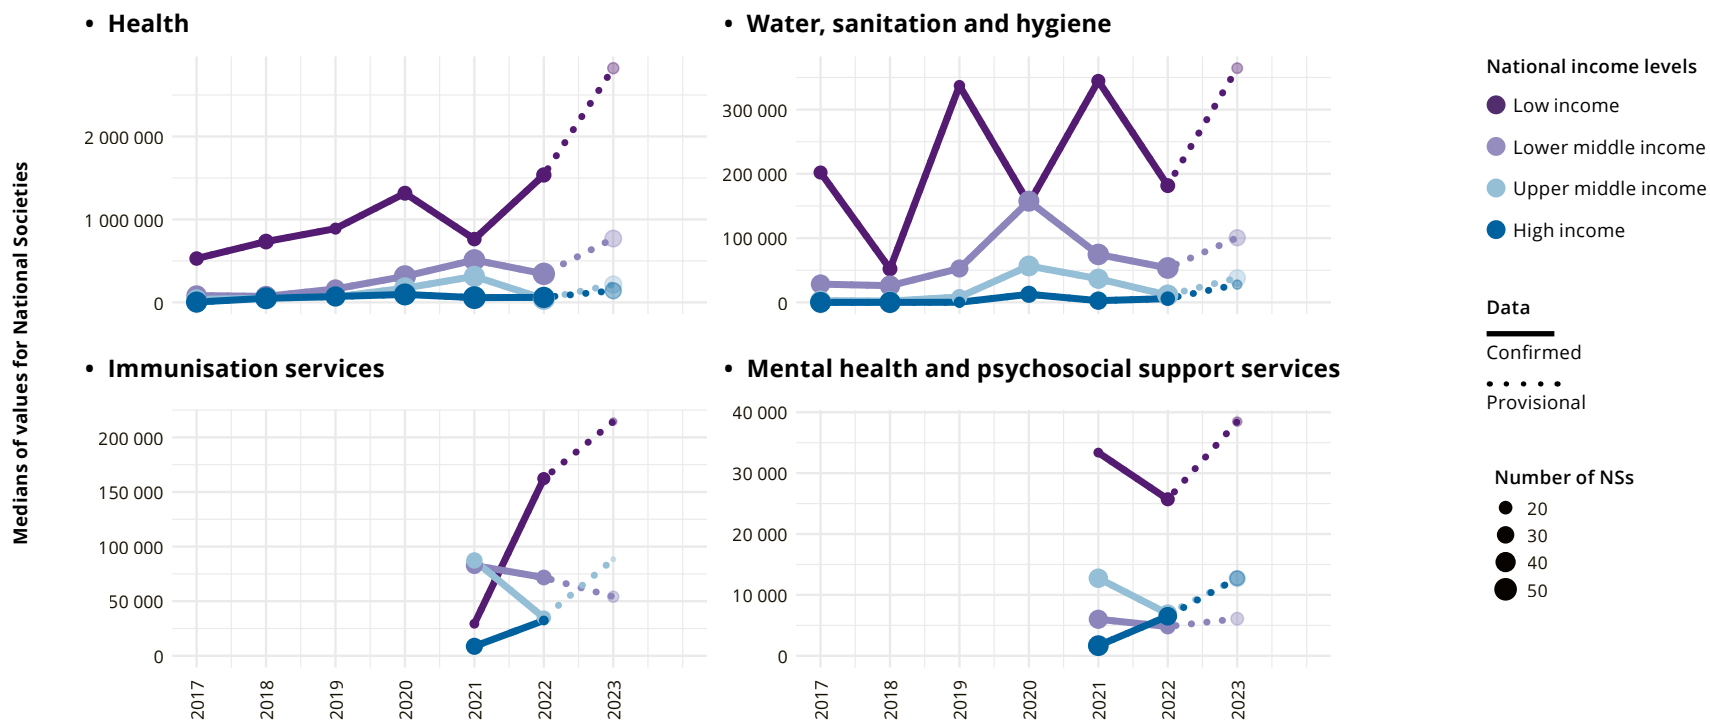 • Health
• Water, sanitation and hygiene
Medians of values for National Societies
2 000 000
1 000 000
0
300 000
200 000
100 000
0
• Immunisation services
• Mental health and psychosocial support services
200 000
150 000
100 000
50 000
0
2017 2018 2019 2020 2021 2022 2023
40 000
30 000
20 000
10 000
0
2017 2018 2019 2020 2021 2022 2023
National income levels
Low income
Lower middle income
Upper middle income
High income
Data
Confirmed
Provisional
Number of NSs
20
30
40
50